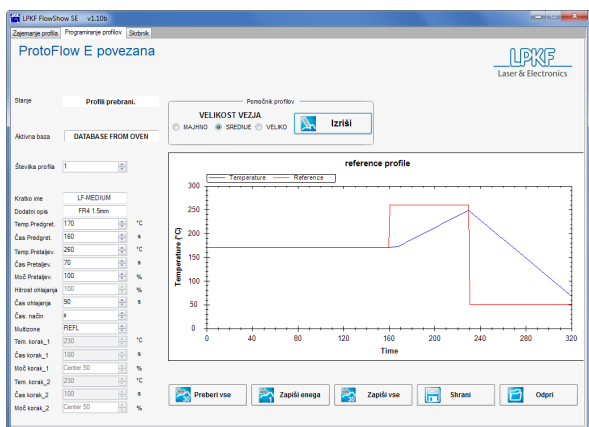 LPKF FlowShow SE v1.10b
Zajemanje profila Programiranje profilov Skrbnik
ProtoFlow E povezana
LPKF
Laser & Electronics
Stanje Profili prebrani.
Aktivna baza DATABASE FROM OVEN
Pomočnik profilov
VELIKOST VEZJA
MAJHNO SREDNJE VELIKO
Izriši
Številka profila 1
Kratko ime LF-MEDIUM
Dodatni opis FR4 1.5mm
Temp.Predgret. 170 °C
Čas Predgret. 160 s
Temp.Pretaljev. 260 °C
Čas Pretaljev. 70 s
Moč Pretaljev. 100 %
Hitrost ohlajanja 100 %
Čas ohlajanja 90 s
Čas. način s
Multizone REFL
Tem. korak_1 230 °C
Čas korak_1 100 s
Moč korak_1 Center 50 %
Tem. korak_2 230 °C
Čas korak_2 100 s
Moč korak_2 Center 50 %
reference profile
Temperature Reference
Temperature (°C)
300
250
200
150
100
50
0
0 40 80 120 160 200 240 280 320
Time
Preberi vse Zapiši enega Zapiši vse Shrani Odpri